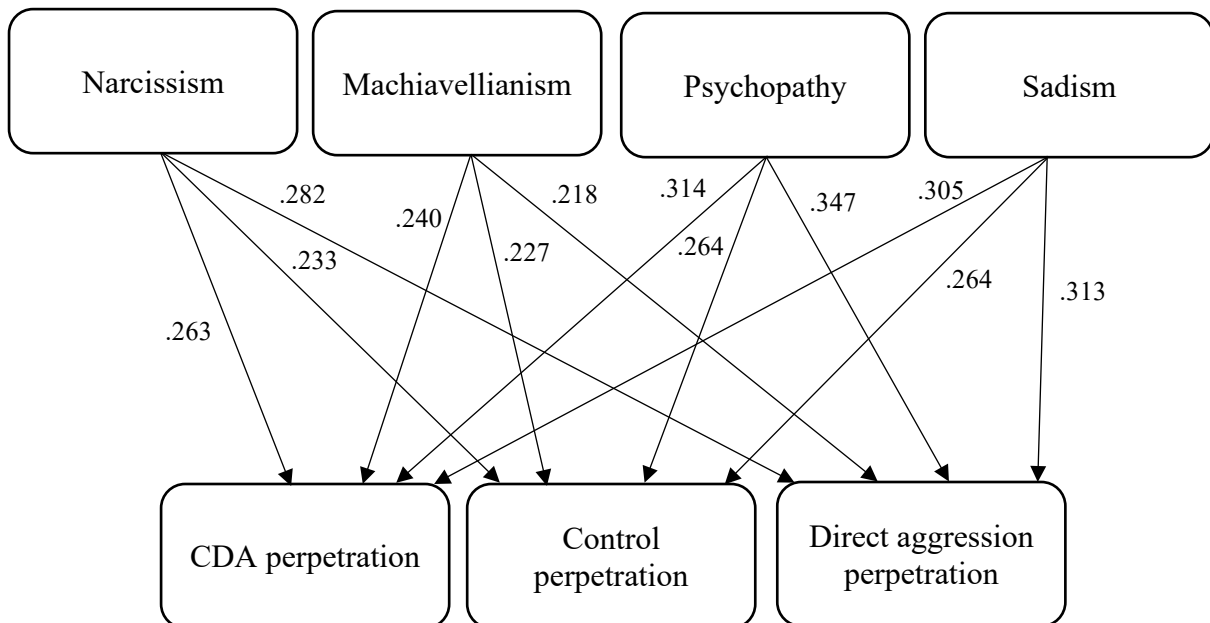 Narcissism
Machiavellianism
Psychopathy
Sadism
.282
.240
.218
.314
.347
.305
.233
.227
.264
.264
.313
.263
CDA perpetration
Control
perpetration
Direct aggression
perpetration